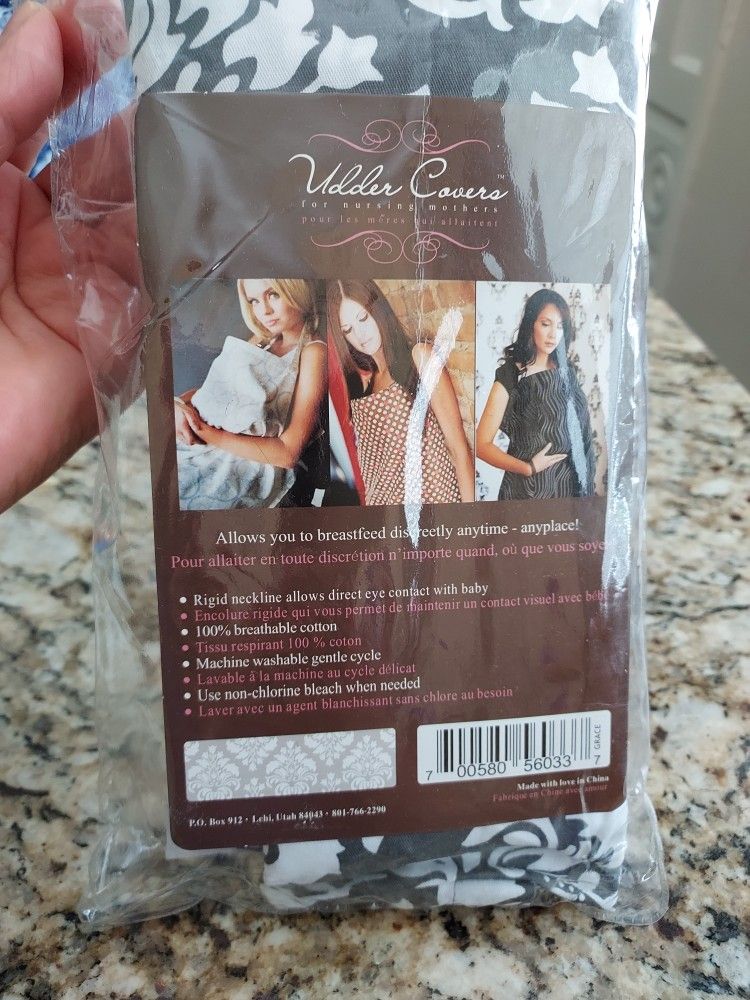 Udder Covers™
for nursing mothers
pour les mères qui allaitent
Allows you to breastfeed discreetly anytime - anyplace!
Pour allaiter en toute discrétion n'importe quand, où que vous soye
• Rigid neckline allows direct eye contact with baby
• Encolure rigide qui vous permet de maintenir un contact visuel avec bébé
• 100% breathable cotton
• Tissu respirant 100 % coton
• Machine washable gentle cycle
• Lavable à la machine au cycle délicat
• Use non-chlorine bleach when needed
• Laver avec un agent blanchissant sans chlore au besoin
7 00580 56033 7
GRACE
Made with love in China
Fabriqué en Chine avec amour
P.O. Box 912 • Lehi, Utah 84043 • 801-766-2290